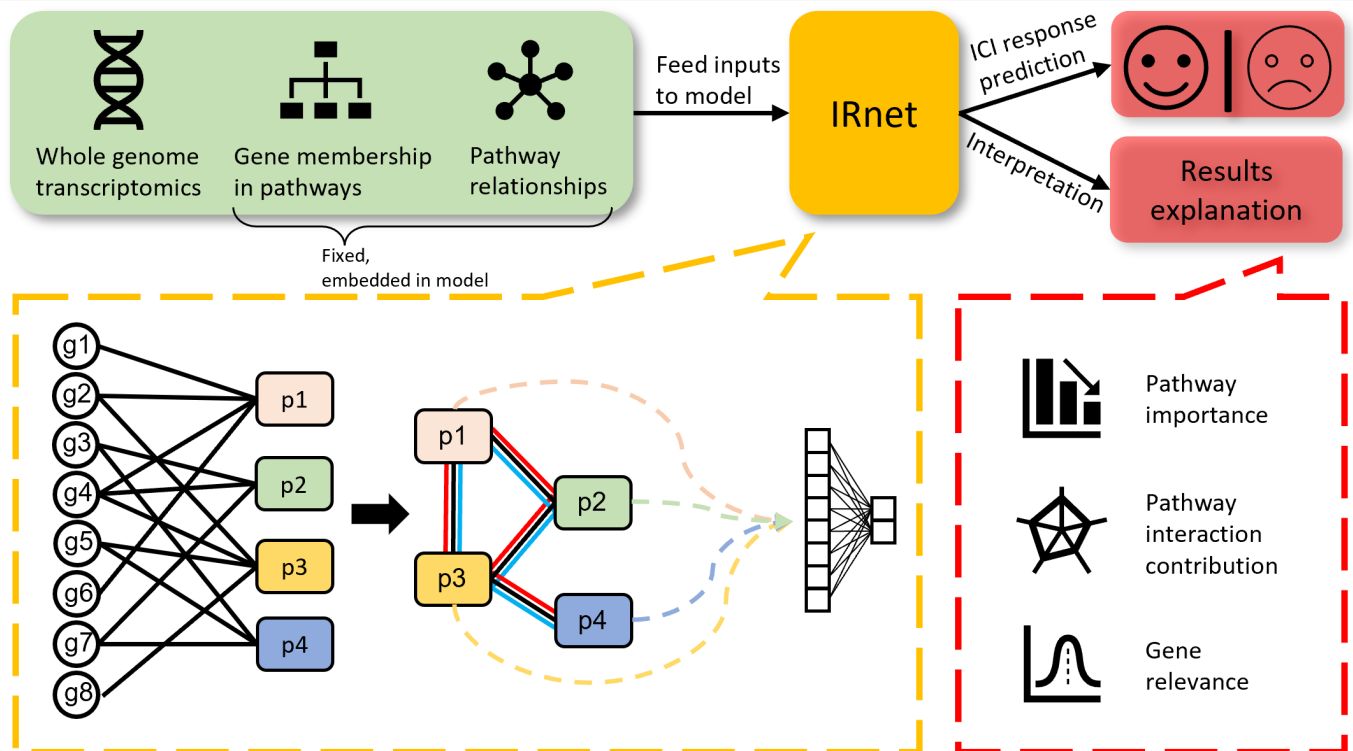 Whole genome
transcriptomics
Gene membership
in pathways
Pathway
relationships
Fixed,
embedded in model
Feed inputs
to model
IRnet
ICI response
prediction
Interpretation
Results
explanation
g1
g2
g3
g4
g5
g6
g7
g8
p1
p2
p3
p4
p1
p2
p3
p4
Pathway
importance
Pathway
interaction
contribution
Gene
relevance